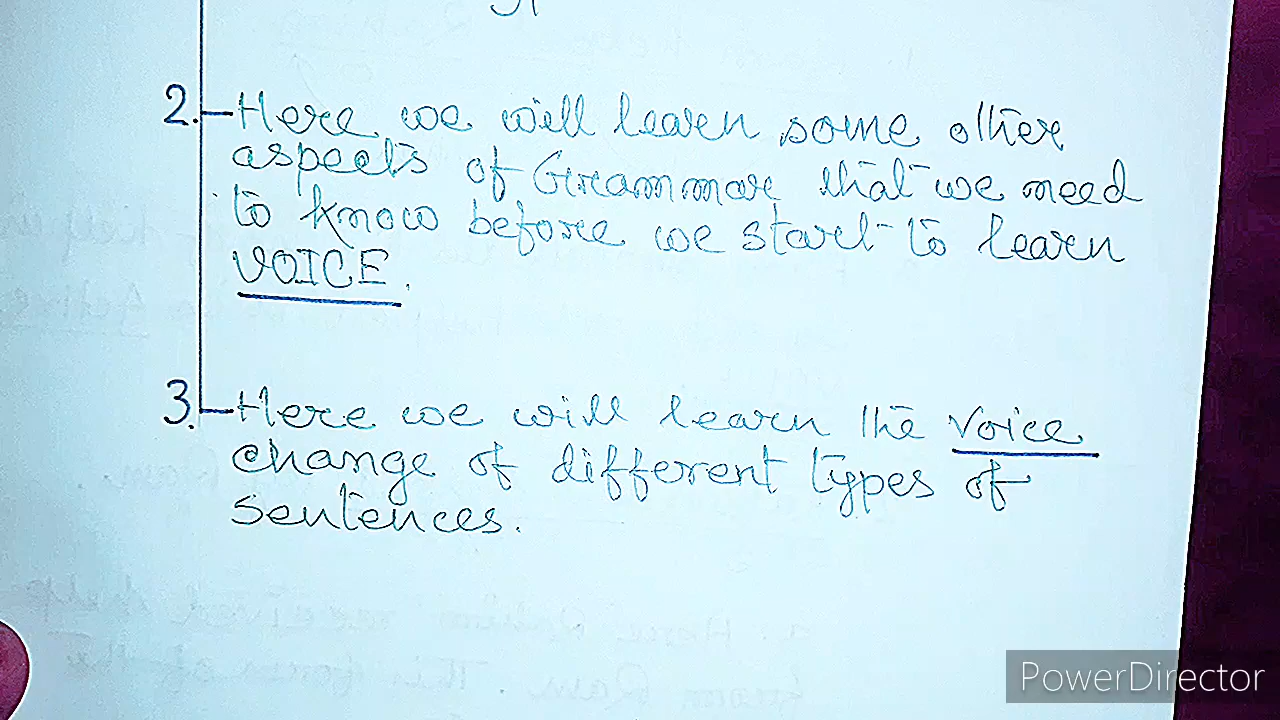 2. Here we will learn some other
aspects of Grammar that we need
to know before we start to learn
VOICE.
3. Here we will learn the voice
change of different types of
sentences.
PowerDirector